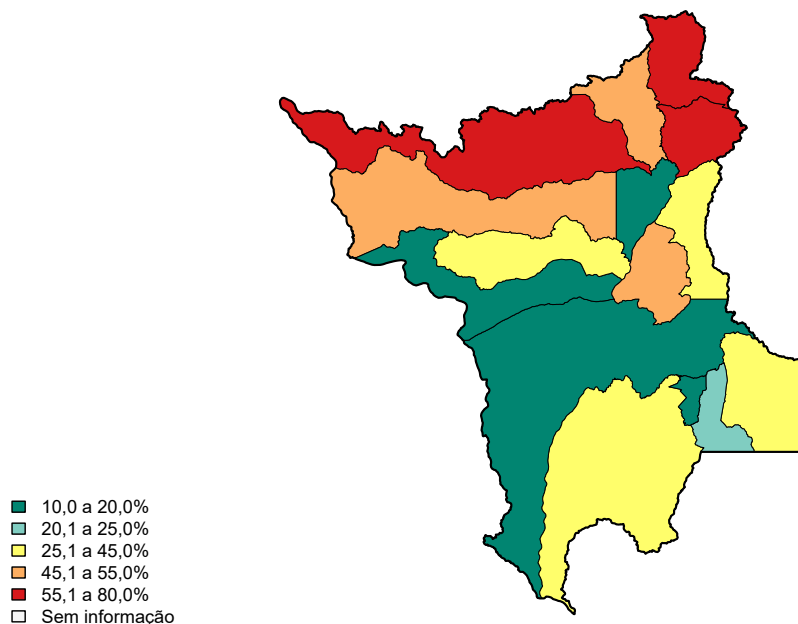 10,0 a 20,0%
20,1 a 25,0%
25,1 a 45,0%
45,1 a 55,0%
55,1 a 80,0%
Sem informação